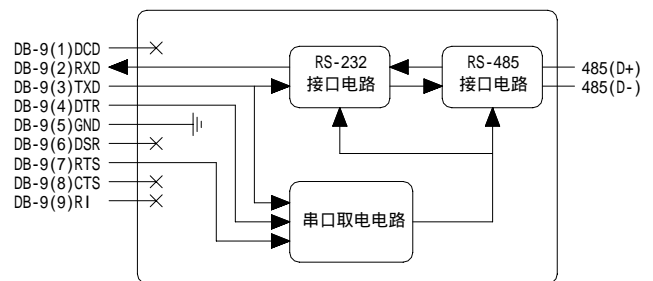 DB-9(1)DCD
DB-9(2)RXD
DB-9(3)TXD
DB-9(4)DTR
DB-9(5)GND
DB-9(6)DSR
DB-9(7)RTS
DB-9(8)CTS
DB-9(9)RI
RS-232
接口电路
RS-485
接口电路
485(D+)
485(D-)
串口取电电路